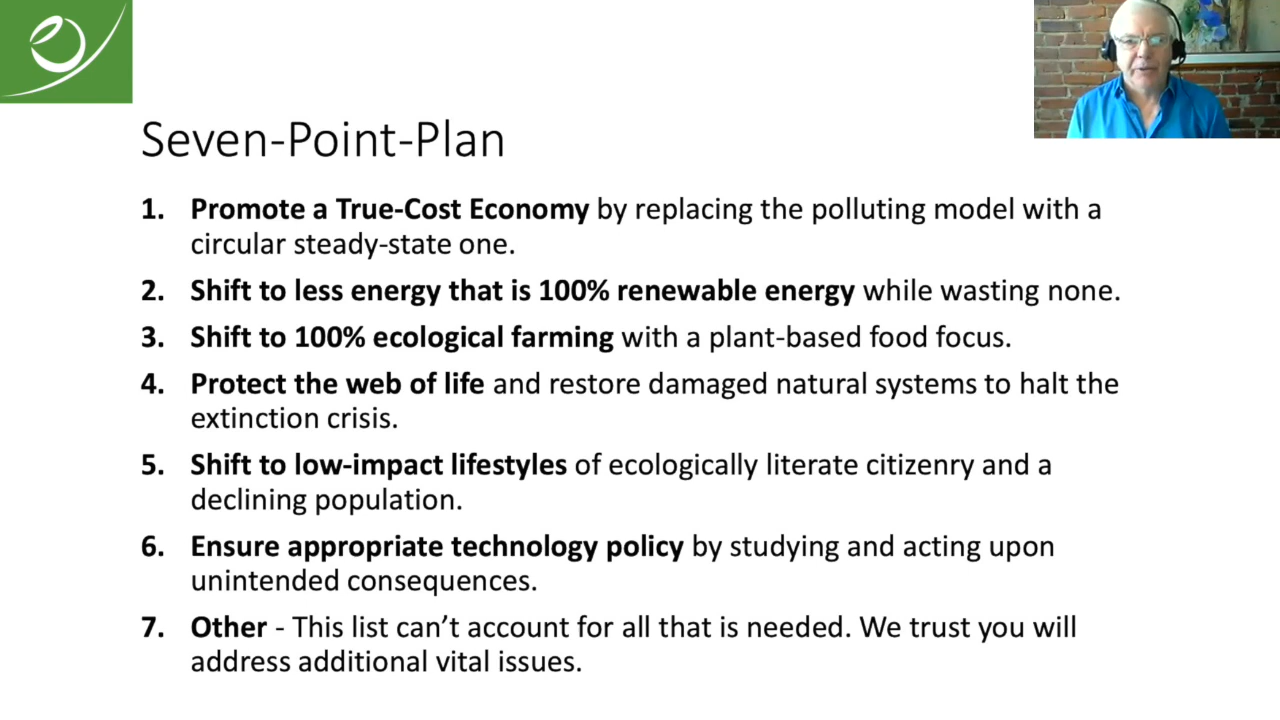 Seven-Point-Plan
1. Promote a True-Cost Economy by replacing the polluting model with a
circular steady-state one.
2. Shift to less energy that is 100% renewable energy while wasting none.
3. Shift to 100% ecological farming with a plant-based food focus.
4. Protect the web of life and restore damaged natural systems to halt the
extinction crisis.
5. Shift to low-impact lifestyles of ecologically literate citizenry and a
declining population.
6. Ensure appropriate technology policy by studying and acting upon
unintended consequences.
7. Other - This list can’t account for all that is needed. We trust you will
address additional vital issues.